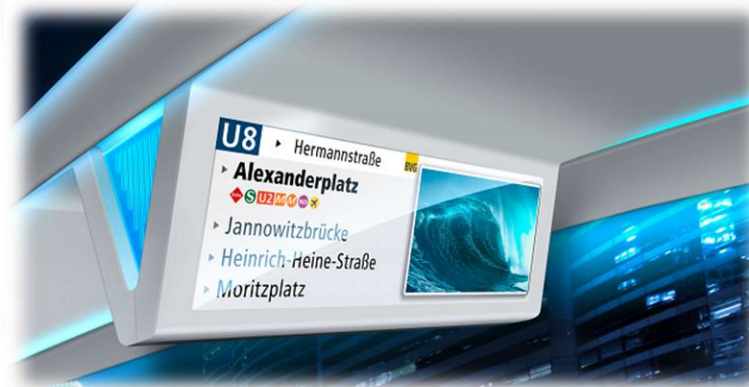 U8 ▸ Hermannstraße
BVG
▸ Alexanderplatz
S U2 M M
▸ Jannowitzbrücke
▸ Heinrich-Heine-Straße
▸ Moritzplatz